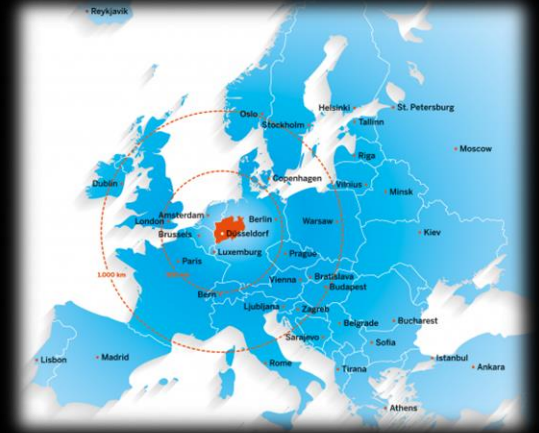 Reykjavik
Oslo
Helsinki
St. Petersburg
Stockholm
Tallinn
Riga
Moscow
Copenhagen
Dublin
Vilnius
Minsk
Amsterdam
London
Berlin
Warsaw
Brussels
Düsseldorf
Kiev
Luxemburg
Prague
Paris
1.000 km
Vienna
Bratislava
Budapest
Bern
Ljubljana
Zagreb
Belgrade
Bucharest
Sarajevo
Sofia
Lisbon
Madrid
Rome
Tirana
Istanbul
Ankara
Athens